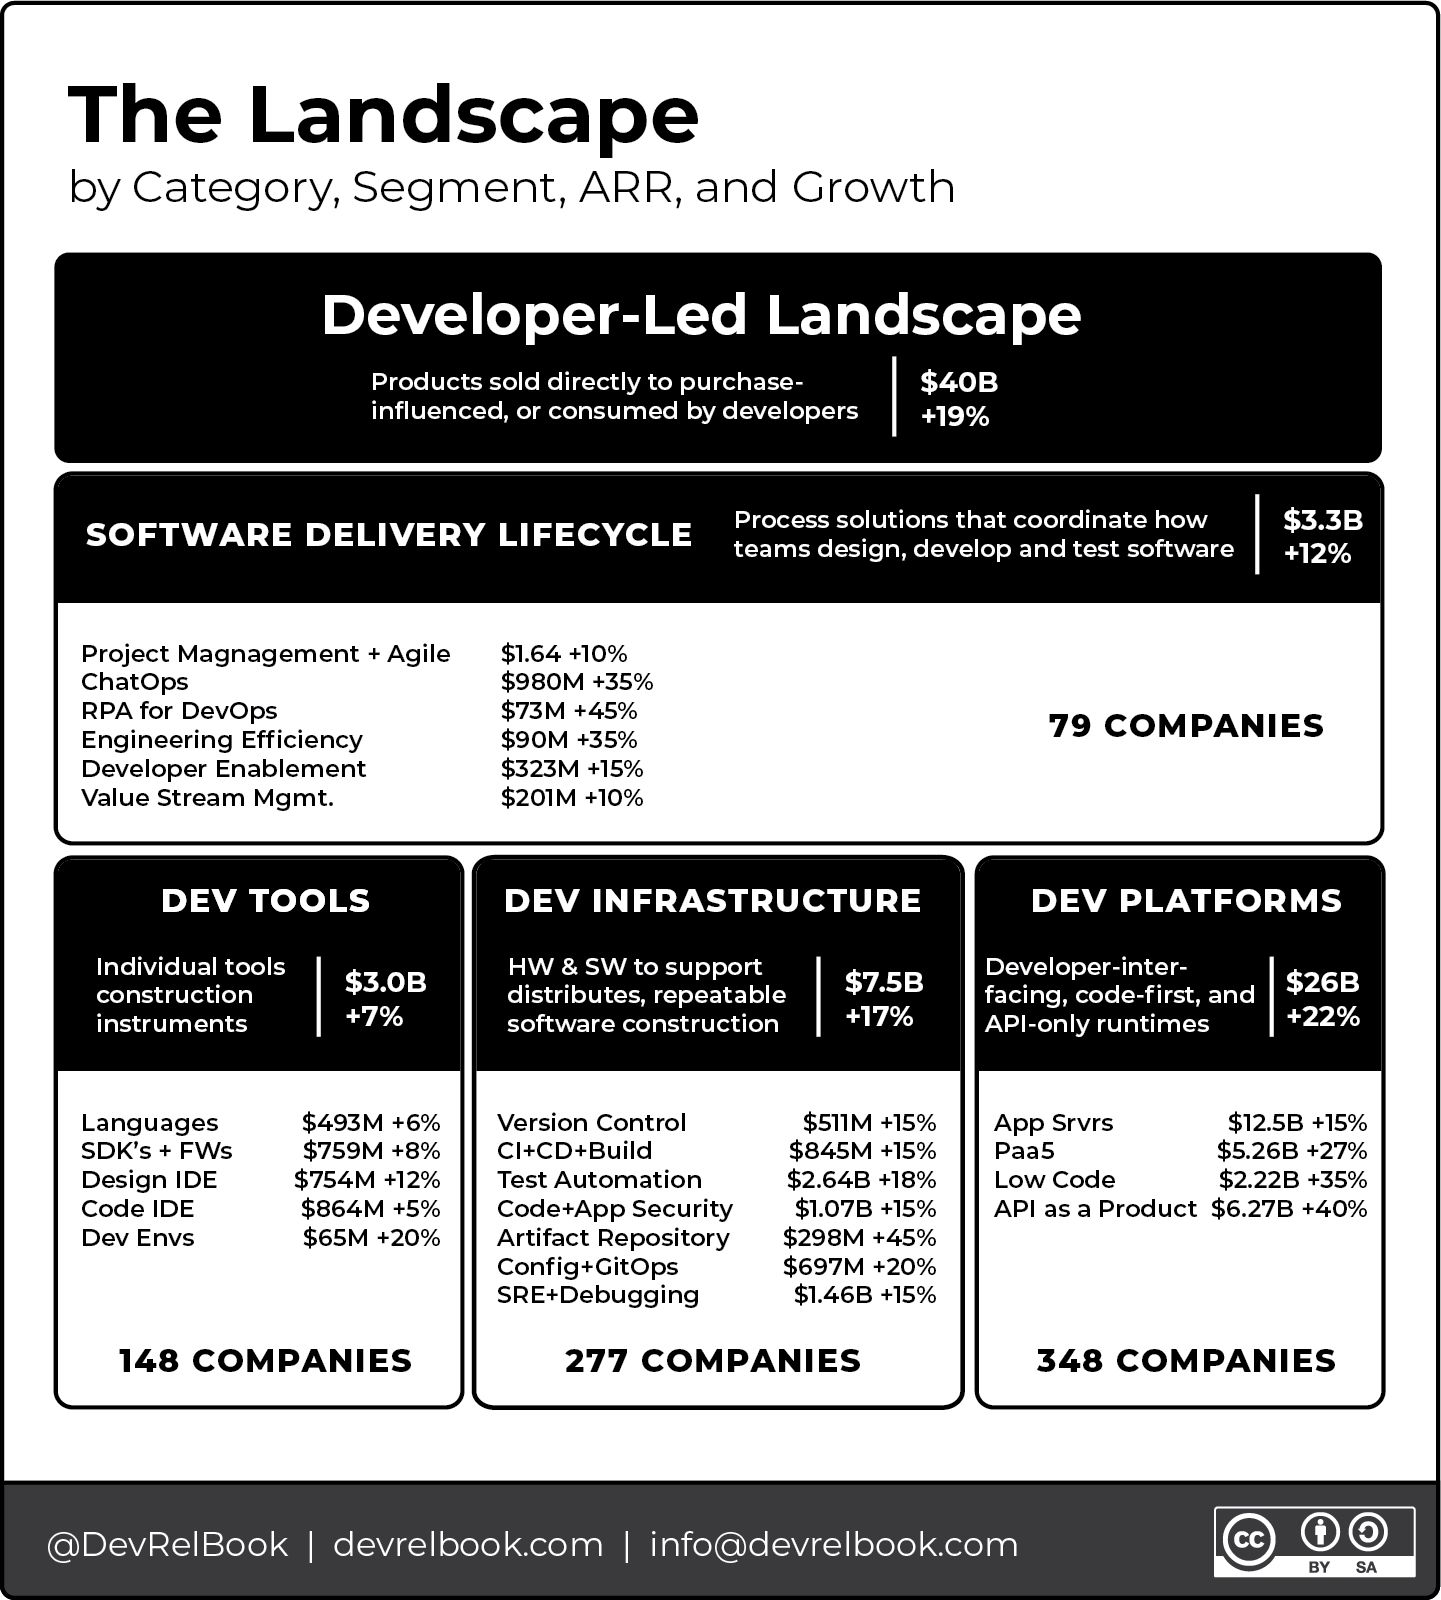 The Landscape
by Category, Segment, ARR, and Growth
Developer-Led Landscape
Products sold directly to purchase-
influenced, or consumed by developers
$40B
+19%
SOFTWARE DELIVERY LIFECYCLE
Process solutions that coordinate how
teams design, develop and test software
$3.3B
+12%
Project Magnagement + Agile $1.64 +10%
ChatOps $980M +35%
RPA for DevOps $73M +45%
Engineering Efficiency $90M +35%
Developer Enablement $323M +15%
Value Stream Mgmt. $201M +10%
79 COMPANIES
DEV TOOLS
Individual tools
construction
instruments
$3.0B
+7%
Languages $493M +6%
SDK’s + FWs $759M +8%
Design IDE $754M +12%
Code IDE $864M +5%
Dev Envs $65M +20%
148 COMPANIES
DEV INFRASTRUCTURE
HW & SW to support
distributes, repeatable
software construction
$7.5B
+17%
Version Control $511M +15%
CI+CD+Build $845M +15%
Test Automation $2.64B +18%
Code+App Security $1.07B +15%
Artifact Repository $298M +45%
Config+GitOps $697M +20%
SRE+Debugging $1.46B +15%
277 COMPANIES
DEV PLATFORMS
Developer-inter-
facing, code-first, and
API-only runtimes
$26B
+22%
App Srvrs $12.5B +15%
Paa5 $5.26B +27%
Low Code $2.22B +35%
API as a Product $6.27B +40%
348 COMPANIES
@DevRelBook | devrelbook.com | info@devrelbook.com
cc
BY SA